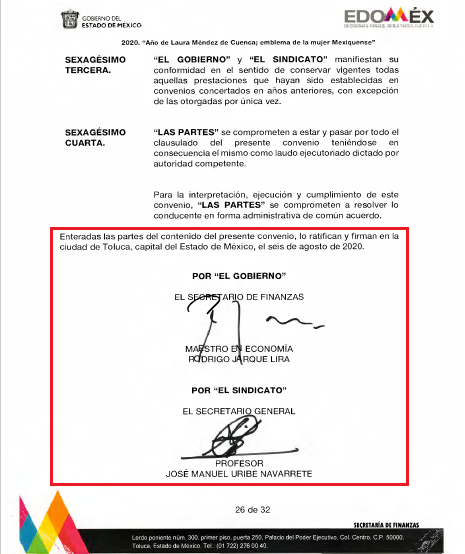 GOBIERNO DEL
ESTADO DE MÉXICO
EDOMÉX
2020. "Año de Laura Méndez de Cuenca; emblema de la mujer Mexiquense"
SEXAGÉSIMO TERCERA.
"EL GOBIERNO" y "EL SINDICATO" manifiestan su
conformidad en el sentido de conservar vigentes todas
aquellas prestaciones que hayan sido establecidas en
convenios concertados en años anteriores, con excepción
de las otorgadas por única vez.
SEXAGÉSIMO CUARTA.
"LAS PARTES" se comprometen a estar y pasar por todo el
clausulado del presente convenio teniéndose en
consecuencia el mismo como laudo ejecutoriado dictado por
autoridad competente.
Para la interpretación, ejecución y cumplimiento de este
convenio, "LAS PARTES" se comprometen a resolver lo
conducente en forma administrativa de común acuerdo.
Enteradas las partes del contenido del presente convenio, lo ratifican y firman en la
ciudad de Toluca, capital del Estado de México, el seis de agosto de 2020.
POR "EL GOBIERNO"
EL SECRETARIO DE FINANZAS
MAESTRO EN ECONOMÍA
RODRIGO JARQUE LIRA
POR "EL SINDICATO"
EL SECRETARIO GENERAL
PROFESOR
JOSÉ MANUEL URIBE NAVARRETE
26 de 32
SECRETARÍA DE FINANZAS
Lerdo poniente núm. 300, primer piso, puerta 250, Palacio del Poder Ejecutivo, Col. Centro, C.P. 50000,
Toluca, Estado de México. Tel.: (01 722) 276 00 40.